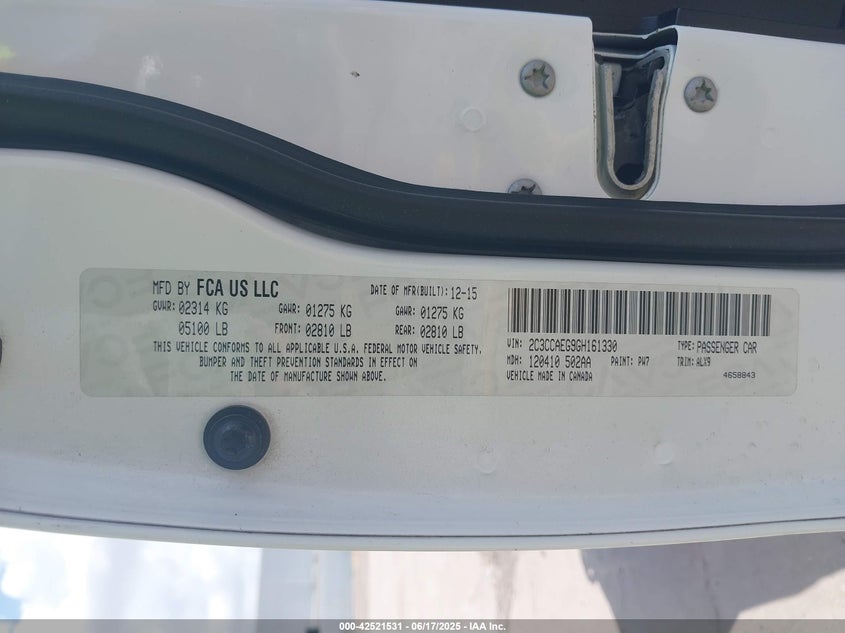 MFD BY FCA US LLC
DATE OF MFR(BUILT): 12-15
GVWR: 02314 KG GAWR: 01275 KG GAWR: 01275 KG
05100 LB FRONT: 02810 LB REAR: 02810 LB
THIS VEHICLE CONFORMS TO ALL APPLICABLE U.S.A. FEDERAL MOTOR VEHICLE SAFETY,
BUMPER AND THEFT PREVENTION STANDARDS IN EFFECT ON
THE DATE OF MANUFACTURE SHOWN ABOVE.
VIN: 2C3CCAEG9GH161330 TYPE: PASSENGER CAR
MDH: 120410 502AA PAINT: PW7 TRIM: ALX9
VEHICLE MADE IN CANADA 4658843
000-42521531 - 06/17/2025 - IAA Inc.